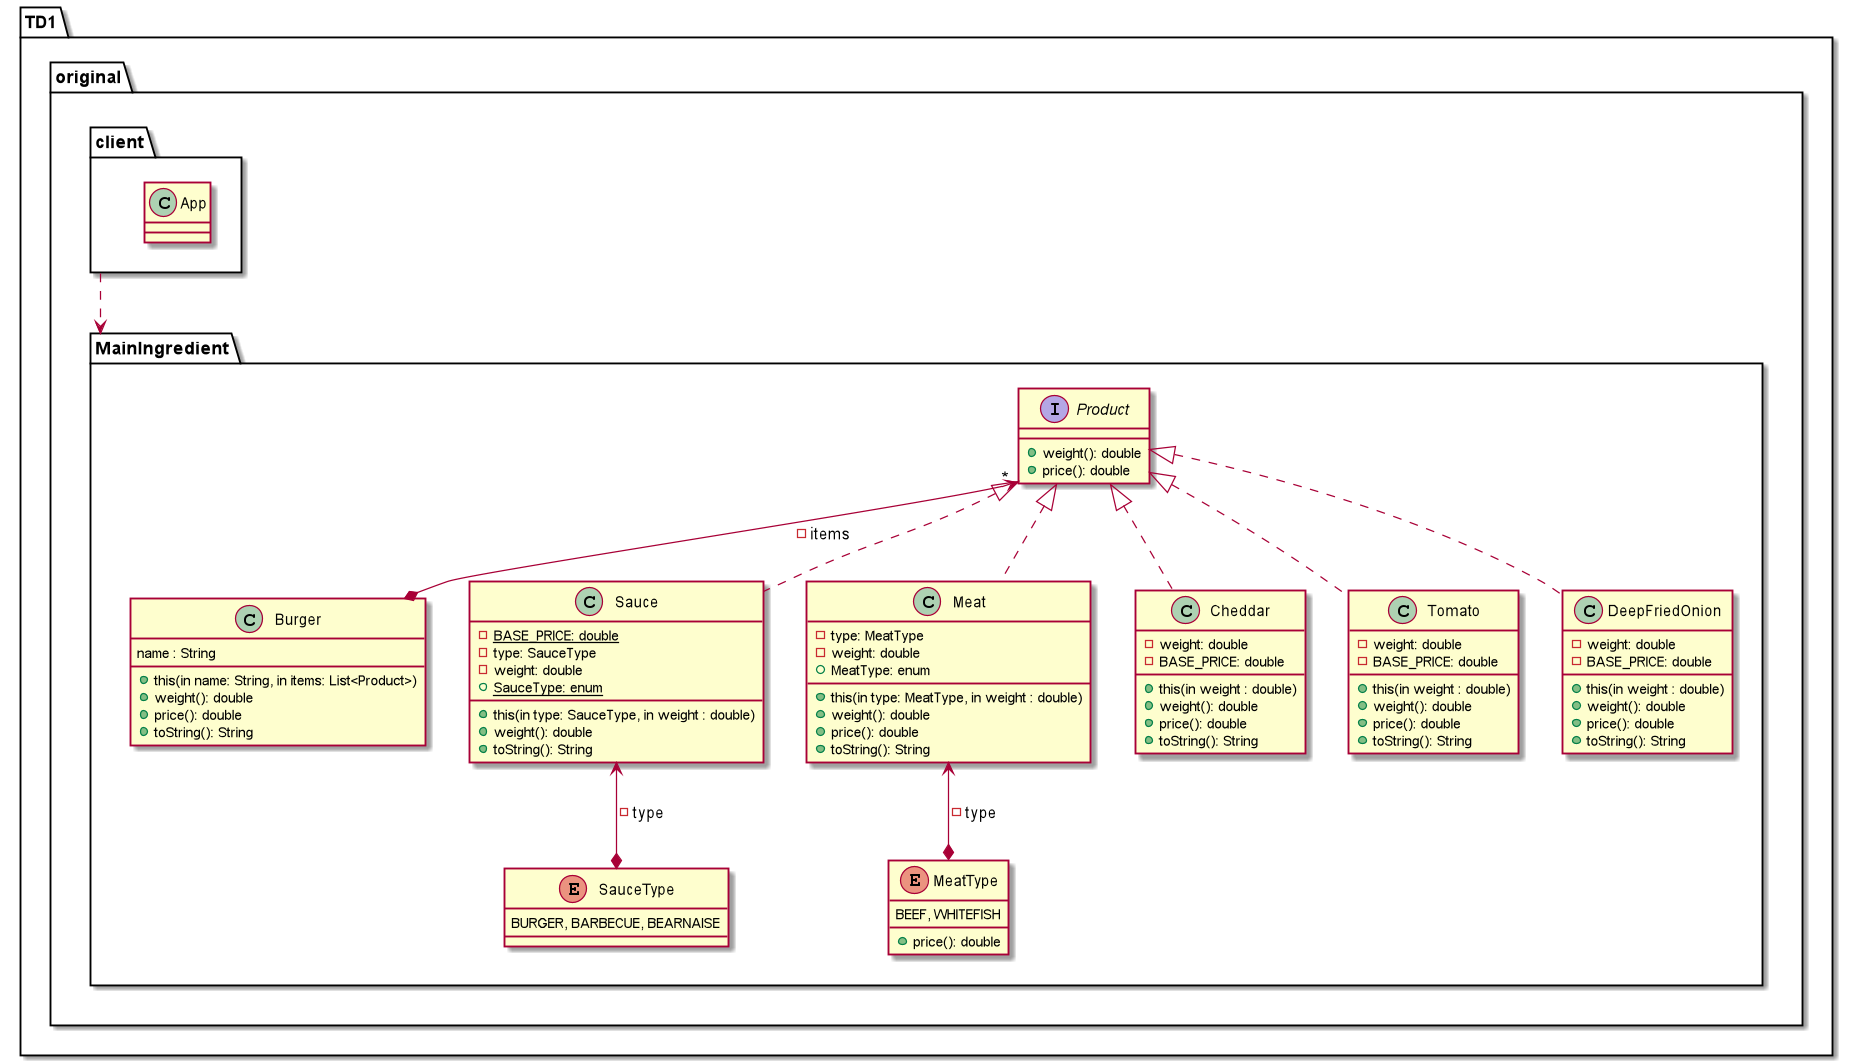 TD1
original
client
C App
MainIngredient
I Product
weight(): double
price(): double
*
items
C Burger
name : String
this(in name: String, in items: List<Product>)
weight(): double
price(): double
toString(): String
C Sauce
BASE_PRICE: double
type: SauceType
weight: double
SauceType: enum
this(in type: SauceType, in weight : double)
weight(): double
toString(): String
C Meat
type: MeatType
weight: double
MeatType: enum
this(in type: MeatType, in weight : double)
weight(): double
price(): double
toString(): String
C Cheddar
weight: double
BASE_PRICE: double
this(in weight : double)
weight(): double
price(): double
toString(): String
C Tomato
weight: double
BASE_PRICE: double
this(in weight : double)
weight(): double
price(): double
toString(): String
C DeepFriedOnion
weight: double
BASE_PRICE: double
this(in weight : double)
weight(): double
price(): double
toString(): String
type
type
E SauceType
BURGER, BARBECUE, BEARNAISE
E MeatType
BEEF, WHITEFISH
price(): double